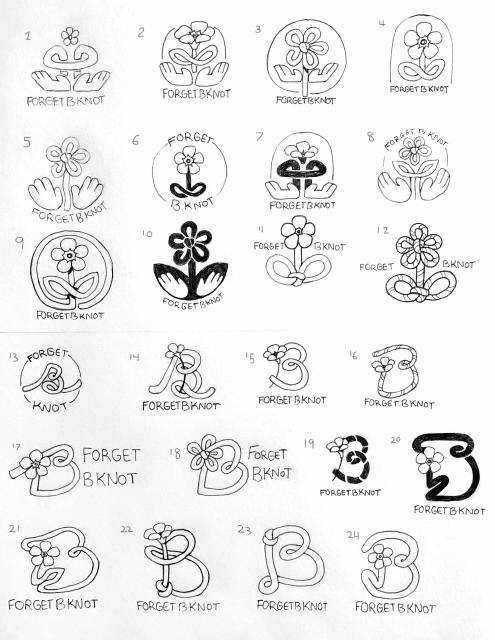 1
FORGETBKNOT
2
FORGETBKNOT
3
FORGETBKNOT
4
FORGETBKNOT
5
FORGETBKNOT
6
FORGET
B KNOT
7
FORGETBKNOT
8
FORGET B KNOT
9
FORGETBKNOT
10
FORGETBKNOT
11
FORGET BKNOT
12
FORGET BKNOT
13
FORGET
B
KNOT
14
B
FORGETBKNOT
15
B
FORGETBKNOT
16
B
FORGETBKNOT
17
B
FORGET
BKNOT
18
B
FORGET
BKNOT
19
B
FORGETBKNOT
20
B
FORGETBKNOT
21
B
FORGETBKNOT
22
B
FORGETBKNOT
23
B
FORGETBKNOT
24
B
FORGETBKNOT